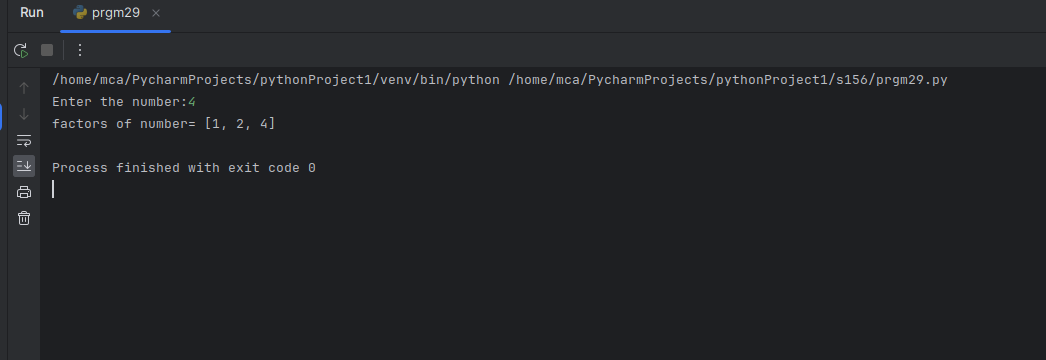 Run prgm29
/home/mca/PycharmProjects/pythonProject1/venv/bin/python /home/mca/PycharmProjects/pythonProject1/s156/prgm29.py
Enter the number:4
factors of number= [1, 2, 4]
Process finished with exit code 0